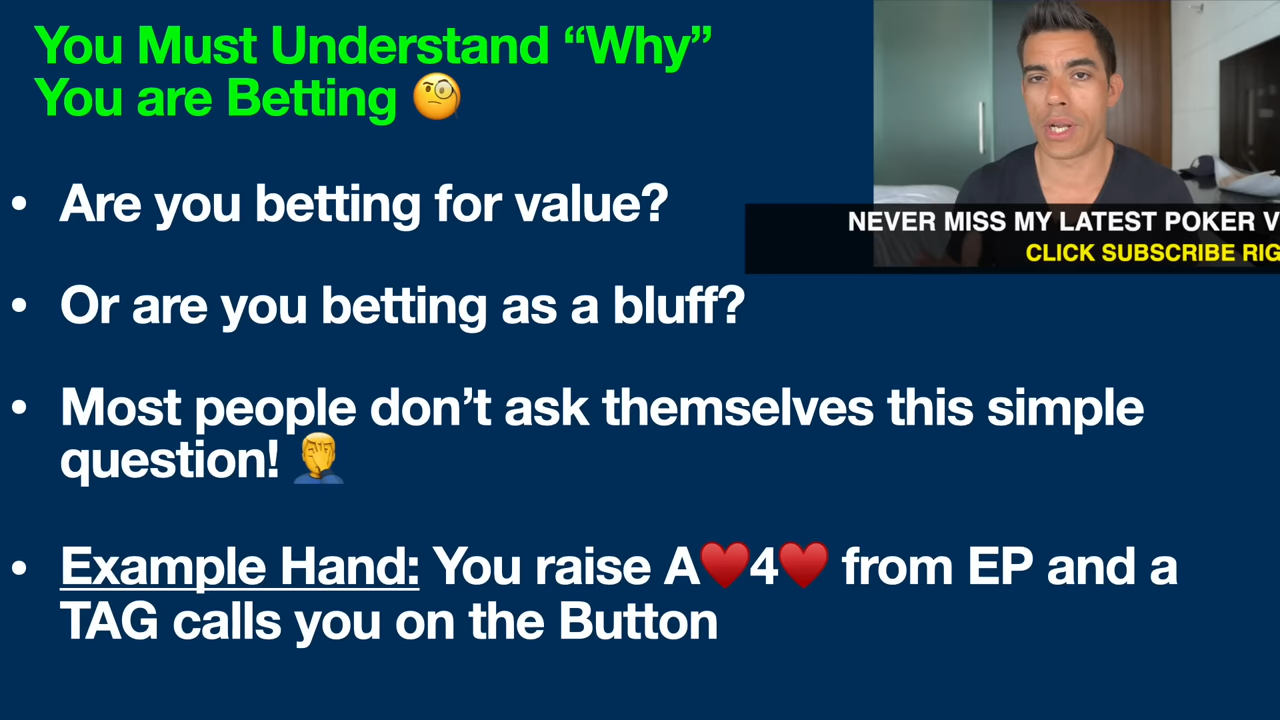 You Must Understand “Why”
You are Betting 🧐
NEVER MISS MY LATEST POKER V
CLICK SUBSCRIBE RIG
• Are you betting for value?
• Or are you betting as a bluff?
• Most people don’t ask themselves this simple
question! 🤦‍♂️
• Example Hand: You raise A♥4♥ from EP and a
TAG calls you on the Button